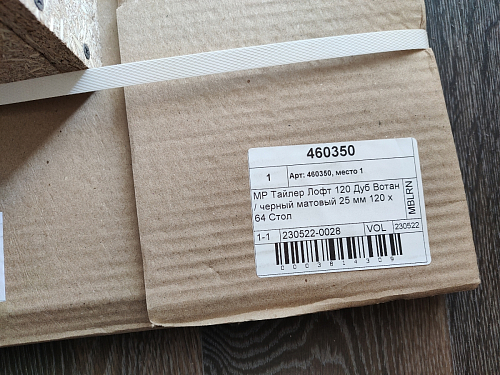 460350
1 Арт: 460350, место 1
МР Тайлер Лофт 120 Дуб Вотан
/ черный матовый 25 мм 120 х
64 Стол
MBLRN
1-1 230522-0028 VOL 230522